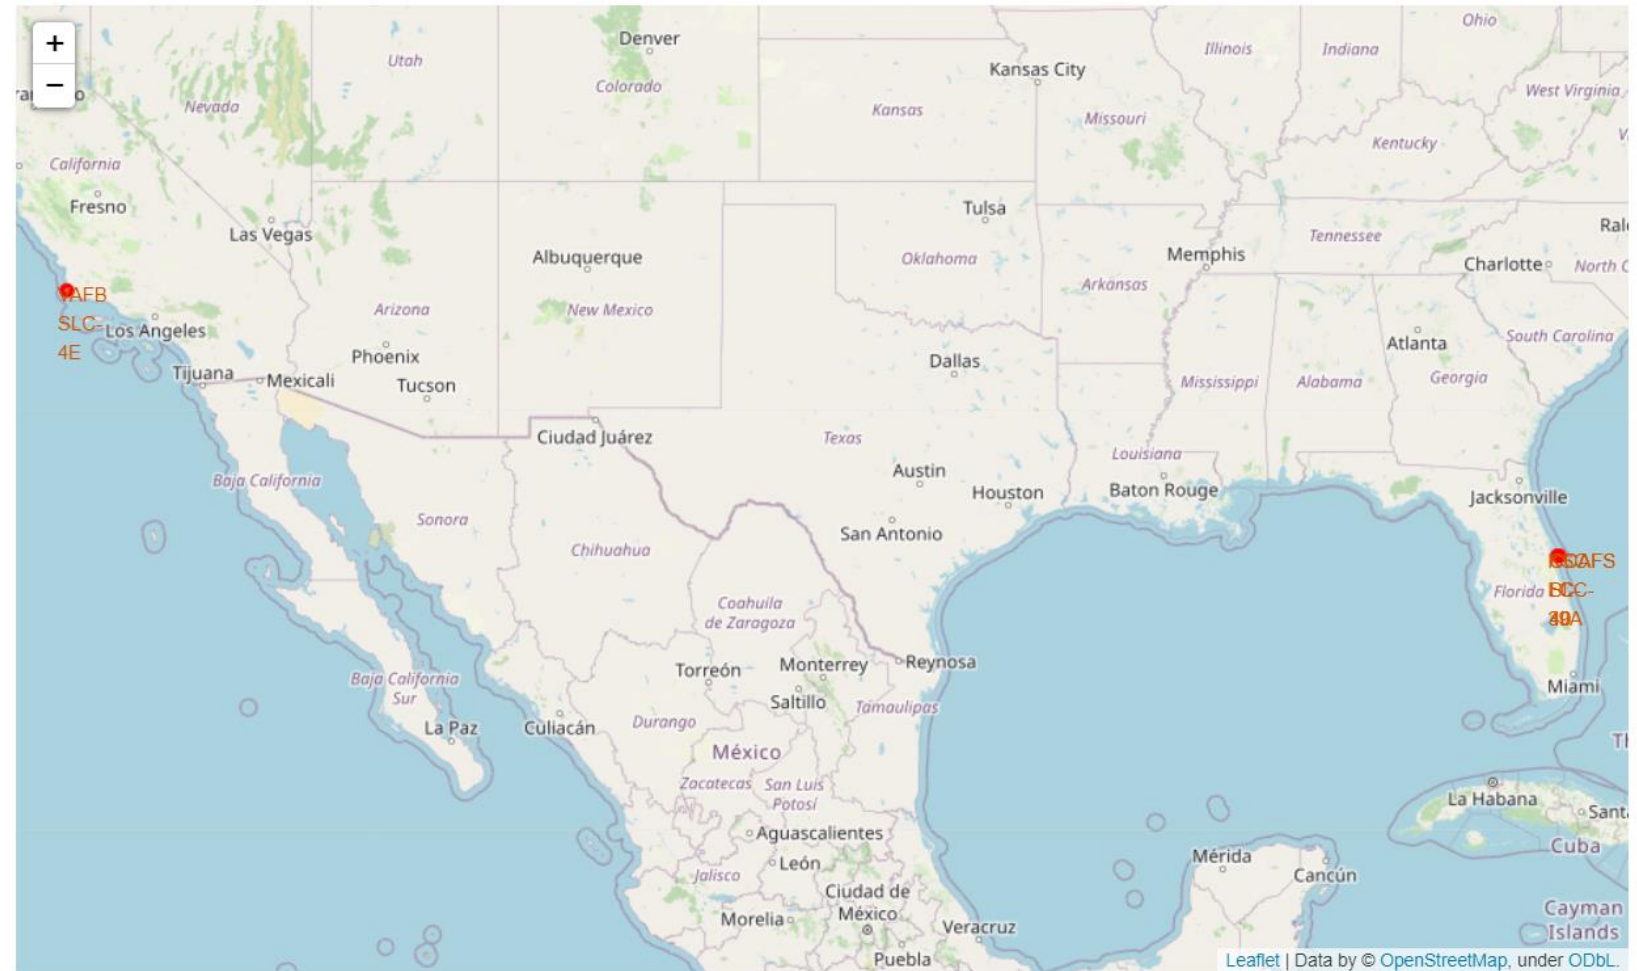 +
−
Ohio
Denver
Utah
Illinois
Indiana
Kansas City
Colorado
West Virginia
Nevada
Kansas
Missouri
Kentucky
California
Fresno
Tulsa
Las Vegas
Tennessee
Albuquerque
Oklahoma
Memphis
Charlotte
Arkansas
VAFB
SLC-
4E
Arizona
New Mexico
Los Angeles
South Carolina
Atlanta
Phoenix
Dallas
Tijuana
Mexicali
Tucson
Mississippi
Alabama
Georgia
Ciudad Juárez
Texas
Louisiana
Austin
Baja California
Houston
Baton Rouge
Jacksonville
Sonora
San Antonio
Chihuahua
Florida
Coahuila
de Zaragoza
Torreón
Monterrey
Reynosa
Baja California
Sur
Saltillo
Tamaulipas
Miami
La Paz
Culiacán
Durango
México
Zacatecas
San Luis
Potosí
La Habana
Aguascalientes
Cuba
León
Mérida
Cancún
Jalisco
Ciudad de
México
Morelia
Veracruz
Cayman
Islands
Puebla
Leaflet | Data by © OpenStreetMap, under ODbL.